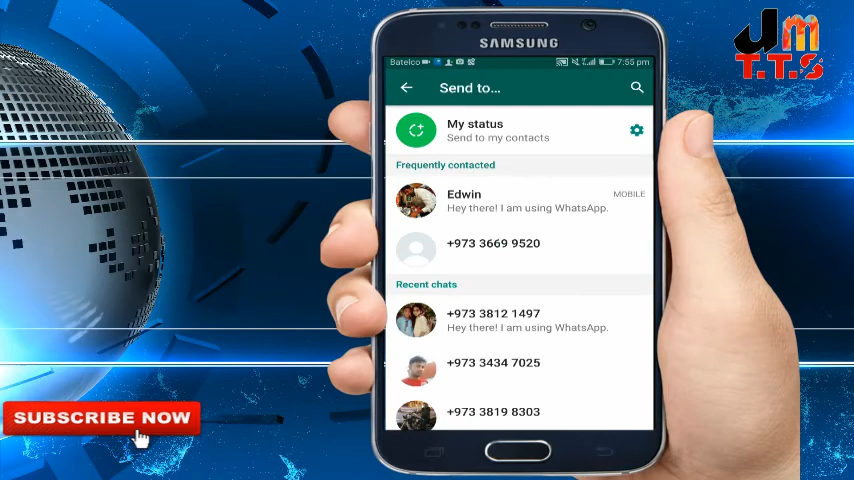 JM
T.T.S
SAMSUNG
Batelco
7:55 pm
Send to...
My status
Send to my contacts
Frequently contacted
Edwin
MOBILE
Hey there! I am using WhatsApp.
+973 3669 9520
Recent chats
+973 3812 1497
Hey there! I am using WhatsApp.
+973 3434 7025
+973 3819 8303
SUBSCRIBE NOW